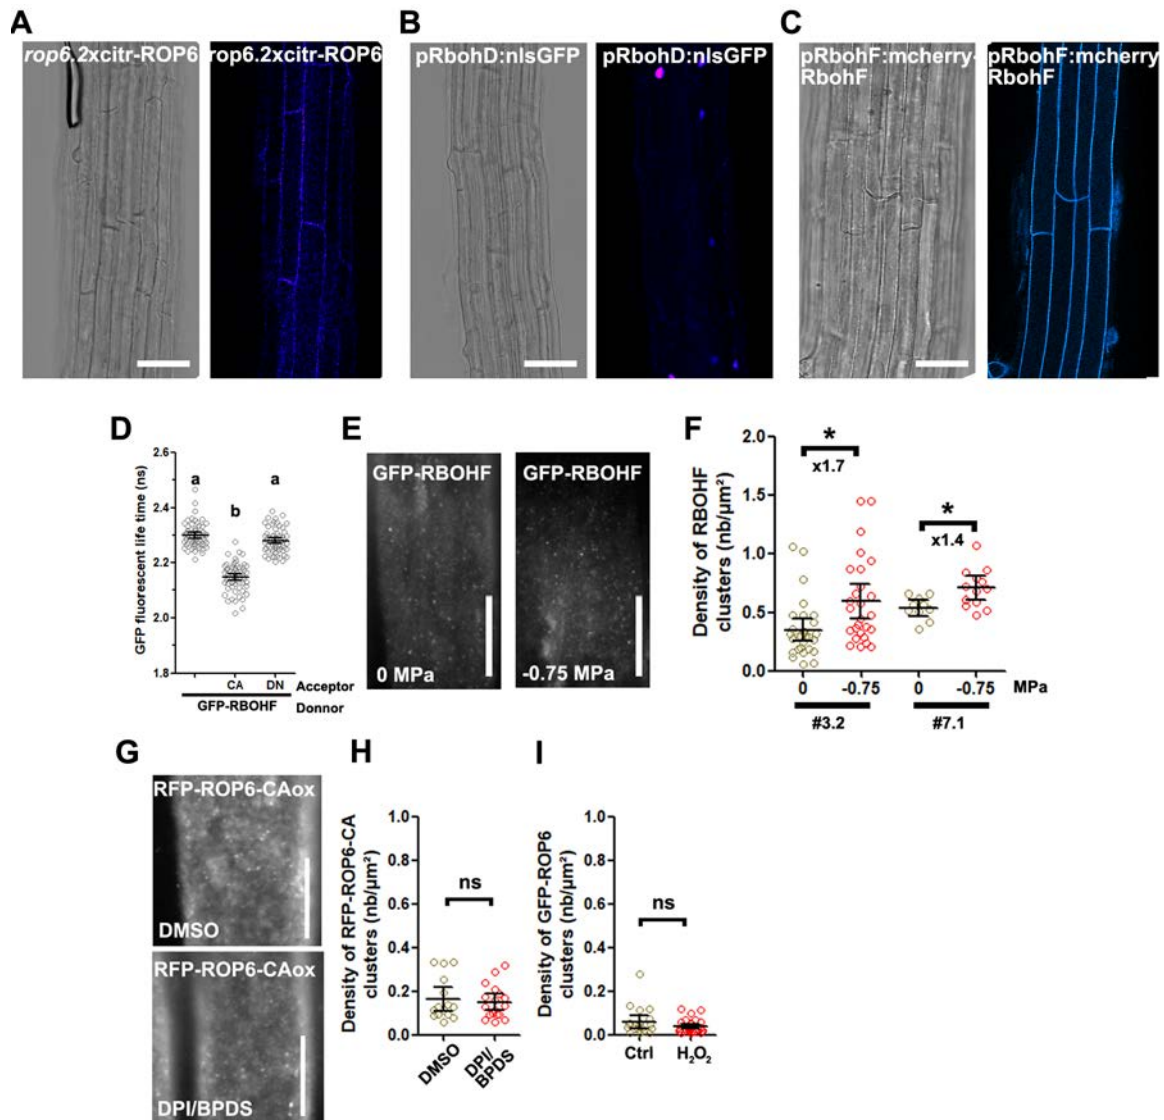 A
rop6.2xcitr-ROP6
rop6.2xcitr-ROP6
B
pRbohD:nlsGFP
pRbohD:nlsGFP
C
pRbohF:mcherry-
RbohF
pRbohF:mcherry
RbohF
D
GFP fluorescent life time (ns)
2.6
2.4
2.2
2.0
1.8
a
b
a
CA
DN
Acceptor
GFP-RBOHF
Donnor
E
GFP-RBOHF
0 MPa
GFP-RBOHF
-0.75 MPa
F
Density of RBOHF
clusters (nb/µm²)
2.0
1.5
1.0
0.5
0.0
*
x1.7
*
x1.4
0
-0.75
0
-0.75
MPa
#3.2
#7.1
G
RFP-ROP6-CAox
DMSO
RFP-ROP6-CAox
DPI/BPDS
H
Density of RFP-ROP6-CA
clusters (nb/µm²)
1.0
0.8
0.6
0.4
0.2
0.0
ns
DMSO
DPI/
BPDS
I
Density of GFP-ROP6
clusters (nb/µm²)
1.0
0.8
0.6
0.4
0.2
0.0
ns
Ctrl
H₂O₂